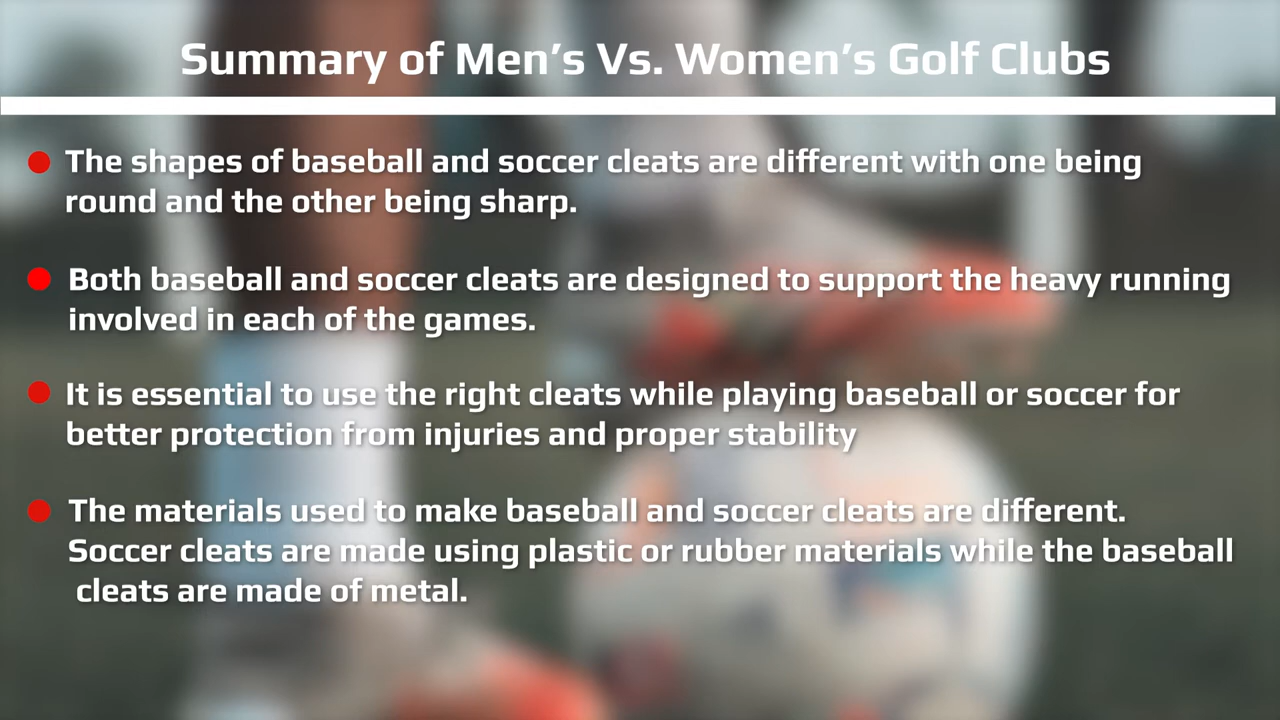 Summary of Men's Vs. Women's Golf Clubs
The shapes of baseball and soccer cleats are different with one being
round and the other being sharp.
Both baseball and soccer cleats are designed to support the heavy running
involved in each of the games.
It is essential to use the right cleats while playing baseball or soccer for
better protection from injuries and proper stability
The materials used to make baseball and soccer cleats are different.
Soccer cleats are made using plastic or rubber materials while the baseball
cleats are made of metal.